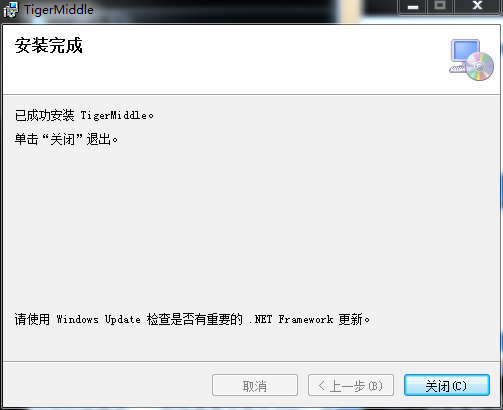 TigerMiddle
安装完成
已成功安装 TigerMiddle。
单击“关闭”退出。
请使用 Windows Update 检查是否有重要的 .NET Framework 更新。
取消
< 上一步(B)
关闭(C)